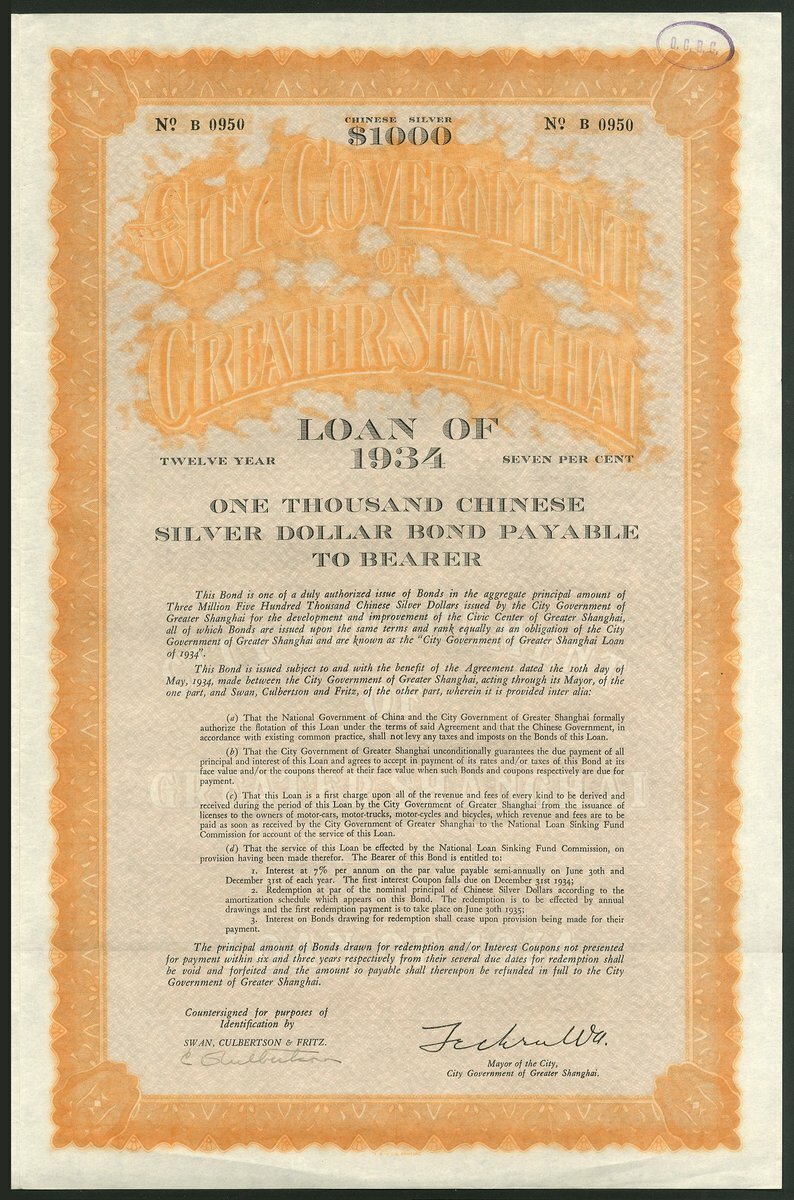 O. C. B. C.
Nº B 0950
CHINESE SILVER
$1000
Nº B 0950
THE
CITY GOVERNMENT
OF
GREATER SHANGHAI
LOAN OF
1934
TWELVE YEAR
SEVEN PER CENT
ONE THOUSAND CHINESE
SILVER DOLLAR BOND PAYABLE
TO BEARER
This Bond is one of a duly authorized issue of Bonds in the aggregate principal amount of
Three Million Five Hundred Thousand Chinese Silver Dollars issued by the City Government of
Greater Shanghai for the development and improvement of the Civic Center of Greater Shanghai,
all of which Bonds are issued upon the same terms and rank equally as an obligation of the City
Government of Greater Shanghai and are known as the "City Government of Greater Shanghai Loan
of 1934".
This Bond is issued subject to and with the benefit of the Agreement dated the 10th day of
May, 1934, made between the City Government of Greater Shanghai, acting through its Mayor, of the
one part, and Swan, Culbertson and Fritz, of the other part, wherein it is provided inter alia:
(a) That the National Government of China and the City Government of Greater Shanghai formally
authorize the flotation of this Loan under the terms of said Agreement and that the Chinese Government, in
accordance with existing common practice, shall not levy any taxes and imposts on the Bonds of this Loan.
(b) That the City Government of Greater Shanghai unconditionally guarantees the due payment of all
principal and interest of this Loan and agrees to accept in payment of its rates and/or taxes of this Bond at its
face value and/or the coupons thereof at their face value when such Bonds and coupons respectively are due for
payment.
(c) That this Loan is a first charge upon all of the revenue and fees of every kind to be derived and
received during the period of this Loan by the City Government of Greater Shanghai from the issuance of
licenses to the owners of motor-cars, motor-trucks, motor-cycles and bicycles, which revenue and fees are to be
paid as soon as received by the City Government of Greater Shanghai to the National Loan Sinking Fund
Commission for account of the service of this Loan.
(d) That the service of this Loan be effected by the National Loan Sinking Fund Commission, on
provision having been made therefor. The Bearer of this Bond is entitled to:
1. Interest at 7% per annum on the par value payable semi-annually on June 30th and
December 31st of each year. The first interest Coupon falls due on December 31st 1934;
2. Redemption at par of the nominal principal of Chinese Silver Dollars according to the
amortization schedule which appears on this Bond. The redemption is to be effected by annual
drawings and the first redemption payment is to take place on June 30th 1935;
3. Interest on Bonds drawing for redemption shall cease upon provision being made for their
payment.
The principal amount of Bonds drawn for redemption and/or Interest Coupons not presented
for payment within six and three years respectively from their several due dates for redemption shall
be void and forfeited and the amount so payable shall thereupon be refunded in full to the City
Government of Greater Shanghai.
Countersigned for purposes of
Identification by
SWAN, CULBERTSON & FRITZ.
C Culbertson
Mayor of the City,
City Government of Greater Shanghai.